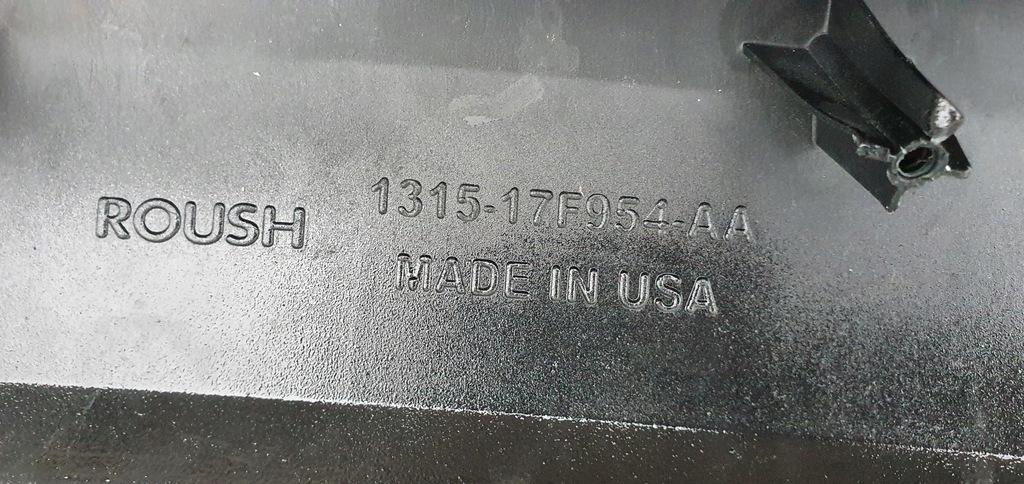 ROUSH 1315-17F954-AA
MADE IN USA